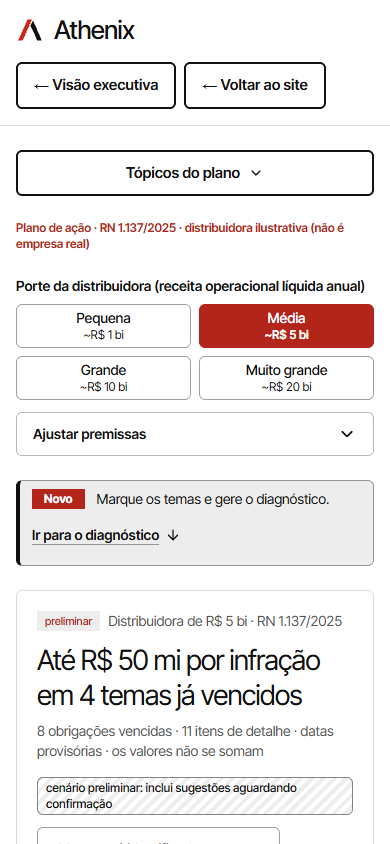 Athenix
← Visão executiva
← Voltar ao site
Tópicos do plano
Plano de ação · RN 1.137/2025 · distribuidora ilustrativa (não é
empresa real)
Porte da distribuidora (receita operacional líquida anual)
Pequena
~R$ 1 bi
Média
~R$ 5 bi
Grande
~R$ 10 bi
Muito grande
~R$ 20 bi
Ajustar premissas
Novo Marque os temas e gere o diagnóstico.
Ir para o diagnóstico ↓
preliminar Distribuidora de R$ 5 bi · RN 1.137/2025
Até R$ 50 mi por infração
em 4 temas já vencidos
8 obrigações vencidas · 11 itens de detalhe · datas
provisórias · os valores não se somam
cenário preliminar: inclui sugestões aguardando
confirmação